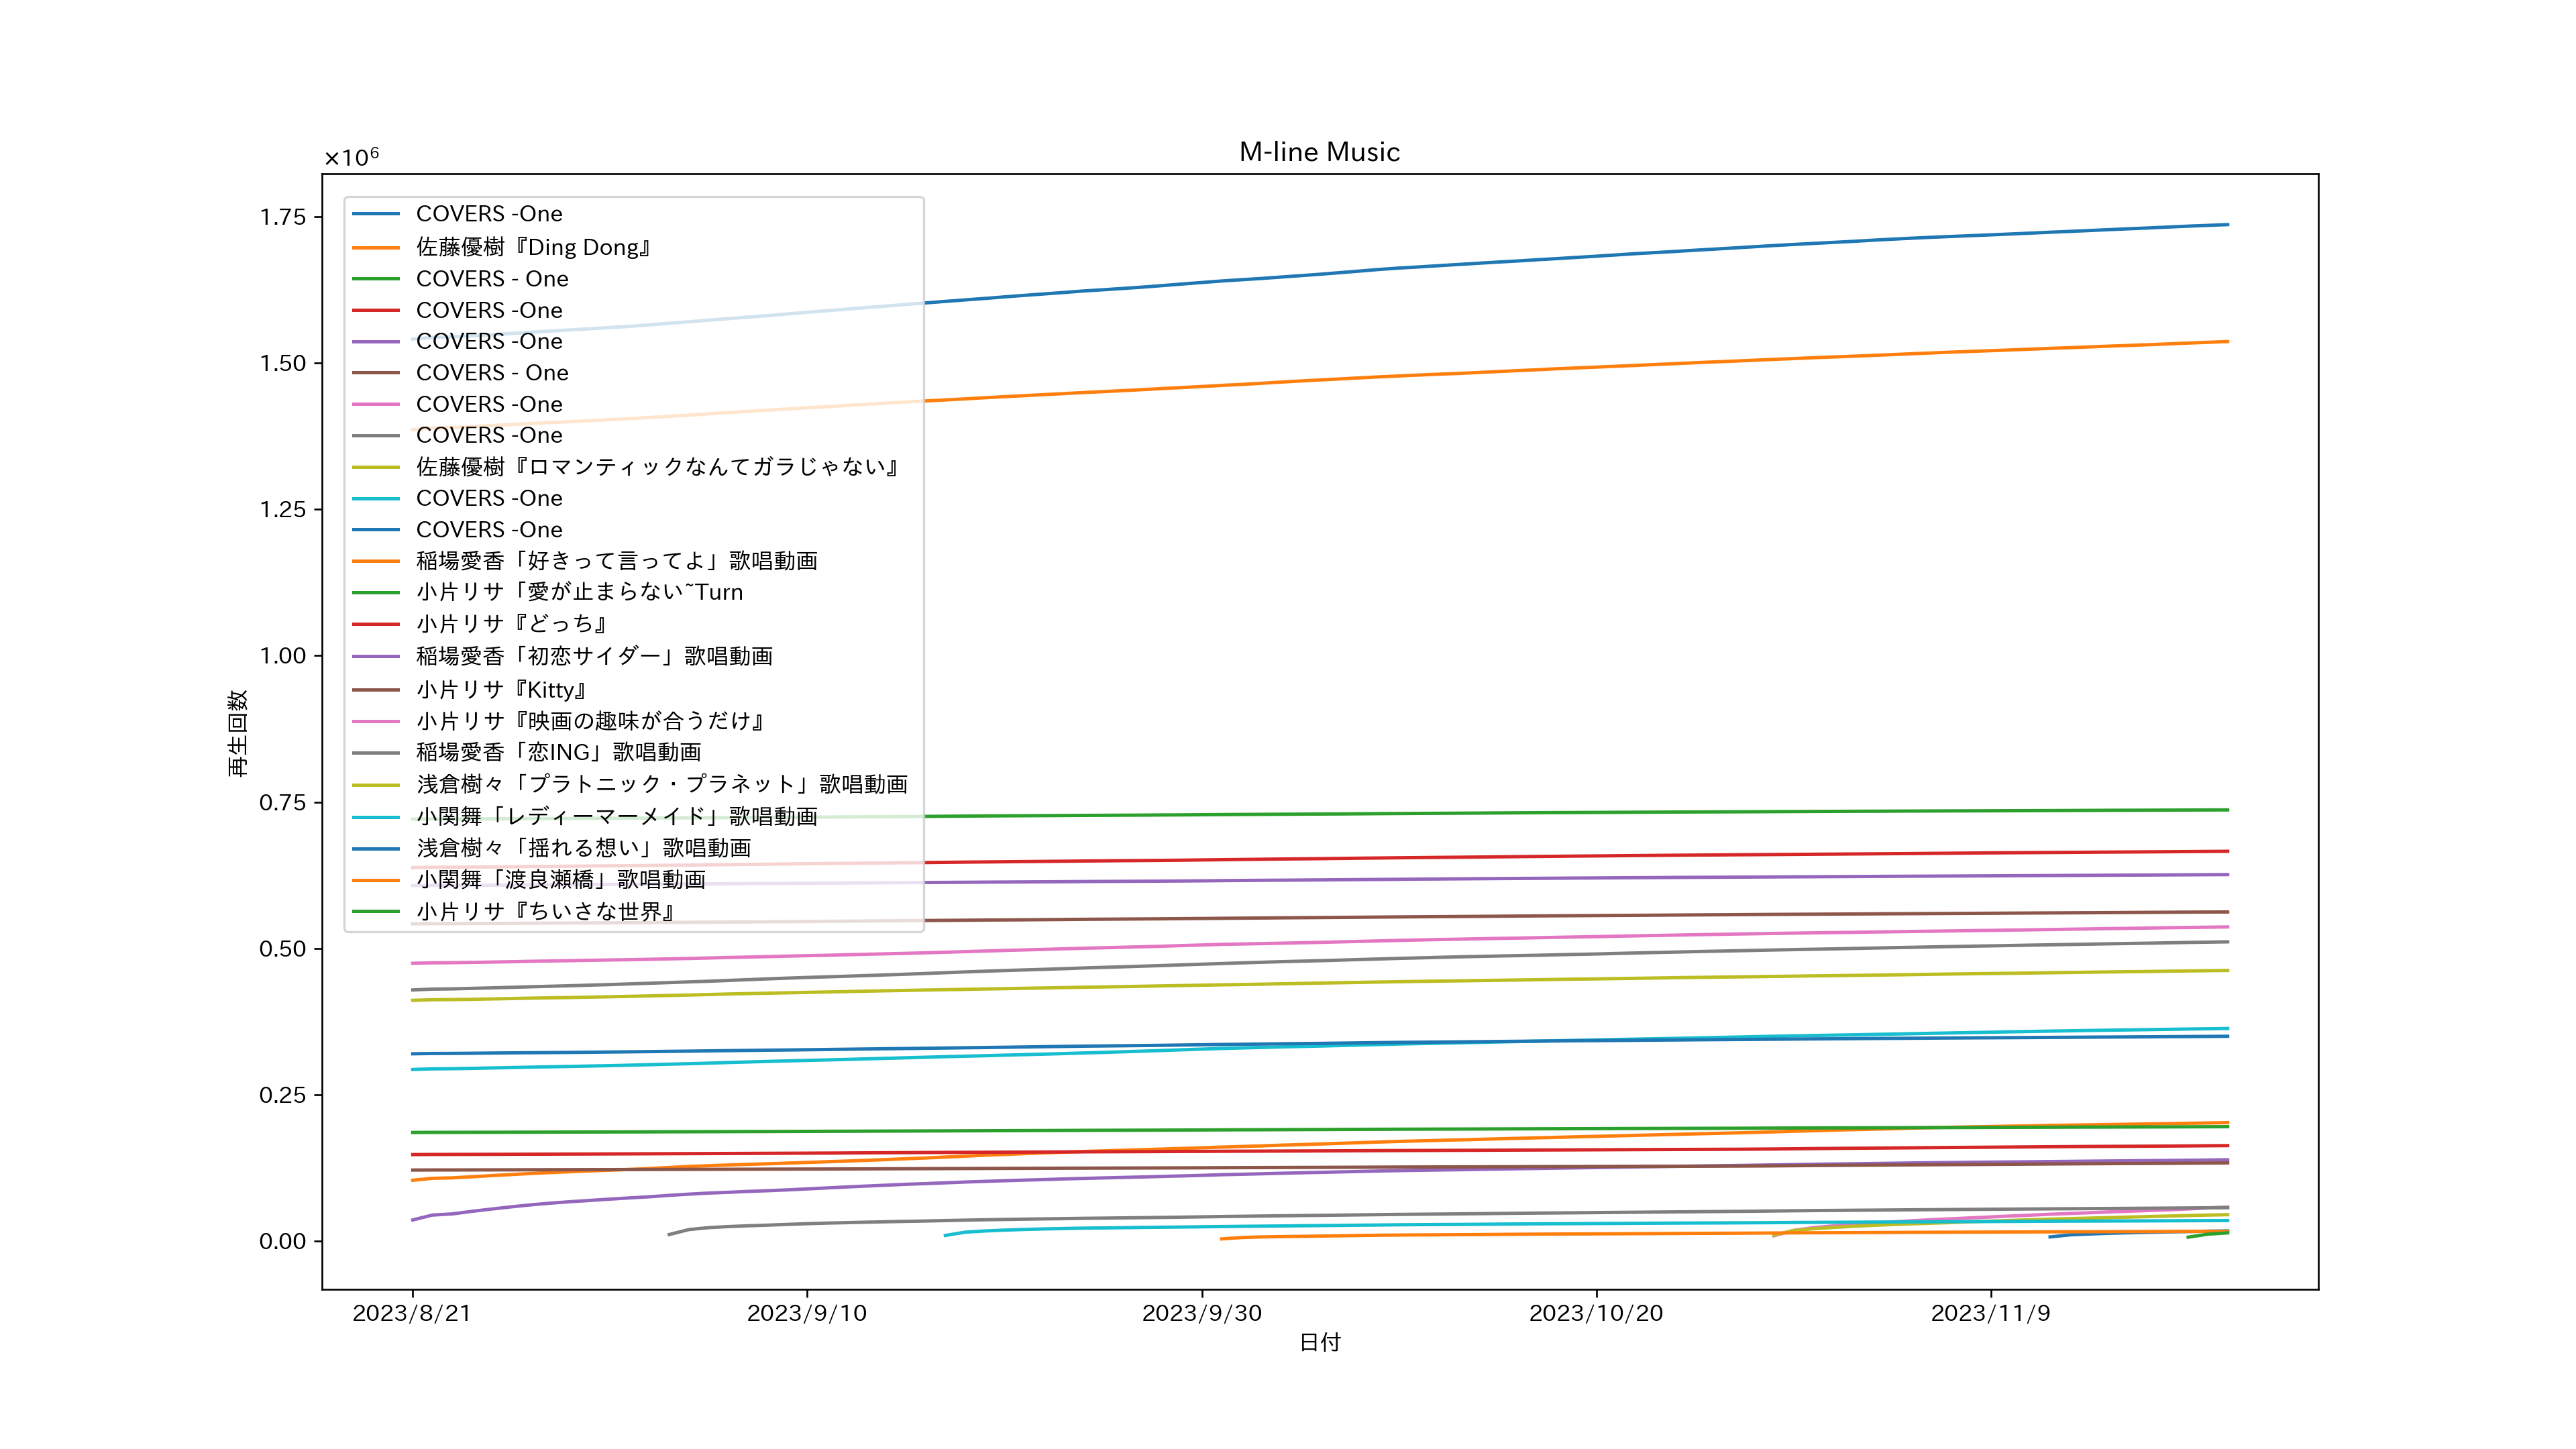 M-line Music
×10⁶
1.75
1.50
1.25
1.00
0.75
0.50
0.25
0.00
再生回数
COVERS -One
佐藤優樹『Ding Dong』
COVERS - One
COVERS -One
COVERS -One
COVERS - One
COVERS -One
COVERS -One
佐藤優樹『ロマンティックなんてガラじゃない』
COVERS -One
COVERS -One
稲場愛香「好きって言ってよ」歌唱動画
小片リサ「愛が止まらない~Turn
小片リサ『どっち』
稲場愛香「初恋サイダー」歌唱動画
小片リサ『Kitty』
小片リサ『映画の趣味が合うだけ』
稲場愛香「恋ING」歌唱動画
浅倉樹々「プラトニック・プラネット」歌唱動画
小関舞「レディーマーメイド」歌唱動画
浅倉樹々「揺れる想い」歌唱動画
小関舞「渡良瀬橋」歌唱動画
小片リサ『ちいさな世界』
2023/8/21
2023/9/10
2023/9/30
2023/10/20
2023/11/9
日付